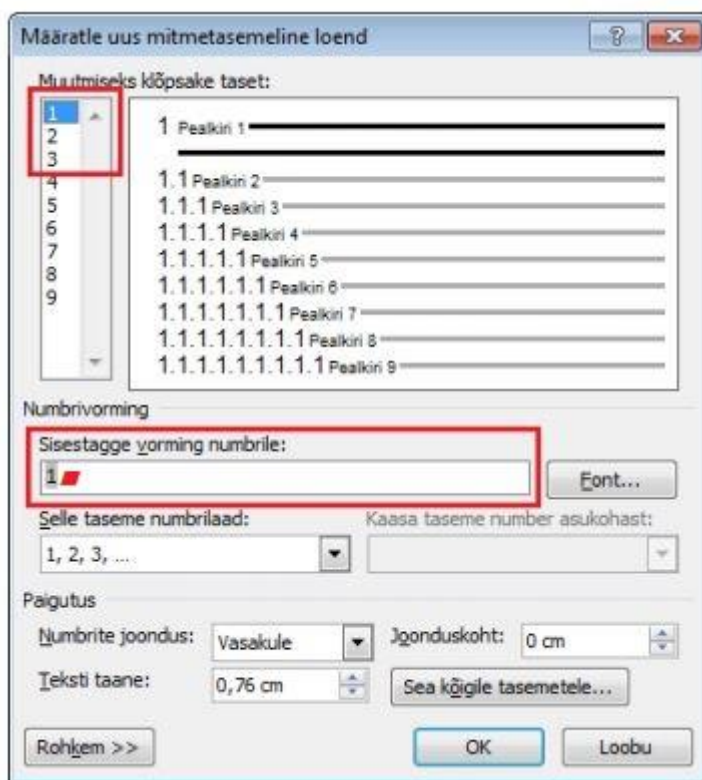 Määratle uus mitmetasemeline loend
Muutmiseks klõpsake taset:
1
2
3
4
5
6
7
8
9
1 Pealkiri 1
1.1 Pealkiri 2
1.1.1 Pealkiri 3
1.1.1.1 Pealkiri 4
1.1.1.1.1 Pealkiri 5
1.1.1.1.1.1 Pealkiri 6
1.1.1.1.1.1.1 Pealkiri 7
1.1.1.1.1.1.1.1 Pealkiri 8
1.1.1.1.1.1.1.1.1 Pealkiri 9
Numbrivorming
Sisestagge vorming numbrile:
1
Font...
Selle taseme numbrilaad:
Kaasa taseme number asukohast:
1, 2, 3, ...
Paigutus
Numbrite joondus: Vasakule
Joonduskoht: 0 cm
Teksti taane: 0,76 cm
Sea kõigile tasemetele...
Rohkem >>
OK
Loobu